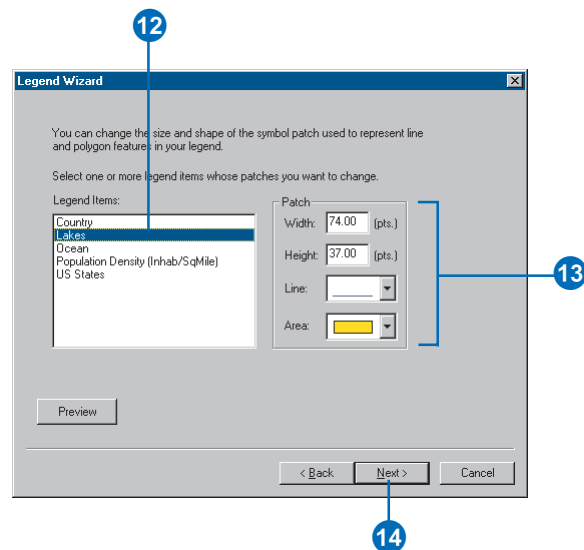 12
Legend Wizard
You can change the size and shape of the symbol patch used to represent line
and polygon features in your legend.
Select one or more legend items whose patches you want to change.
Legend Items:
Country
Lakes
Ocean
Population Density (Inhab/SqMile)
US States
Patch
Width: 74.00 (pts.)
Height: 37.00 (pts.)
Line:
Area:
13
Preview
< Back
Next >
Cancel
14